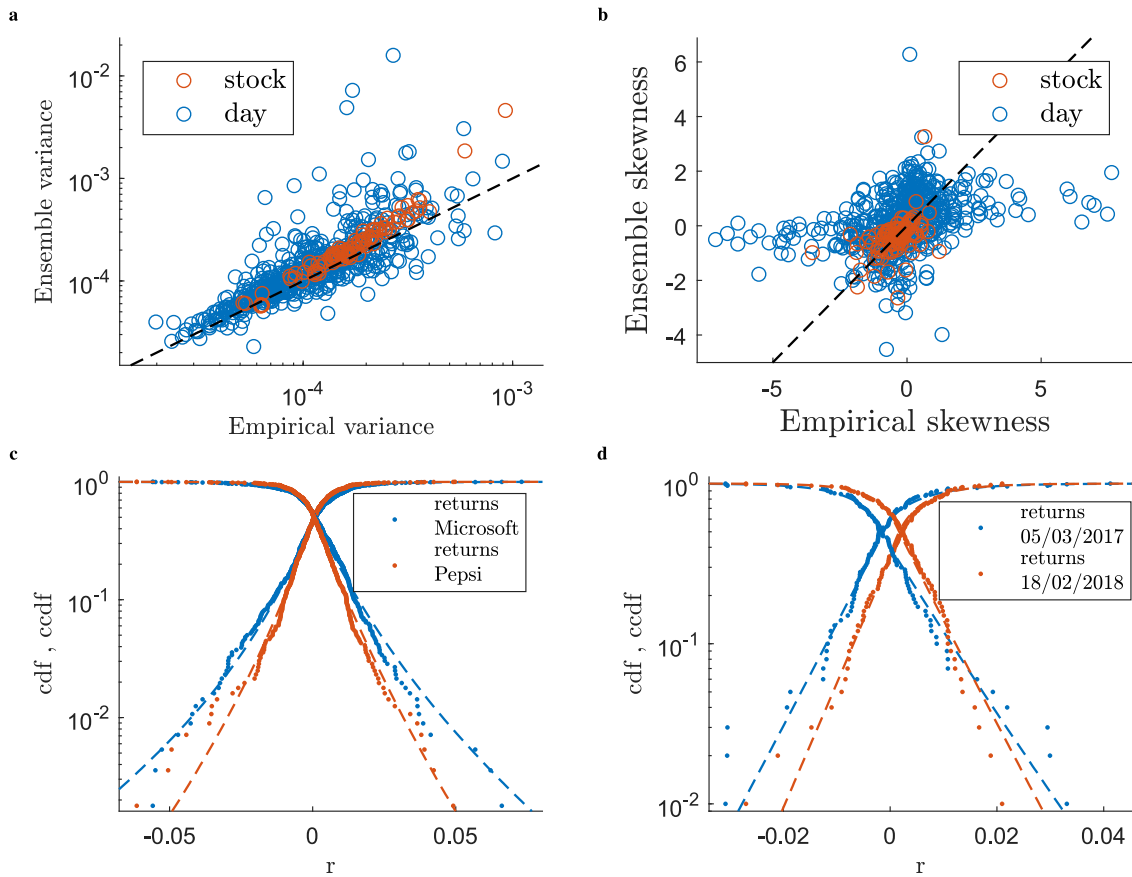 a
Ensemble variance
10^-2
10^-3
10^-4
stock
day
10^-4
10^-3
Empirical variance
b
Ensemble skewness
6
4
2
0
-2
-4
stock
day
-5
0
5
Empirical skewness
c
cdf , ccdf
10^0
10^-1
10^-2
returns
Microsoft
returns
Pepsi
-0.05
0
0.05
r
d
cdf , ccdf
10^0
10^-1
10^-2
returns
05/03/2017
returns
18/02/2018
-0.02
0
0.02
0.04
r